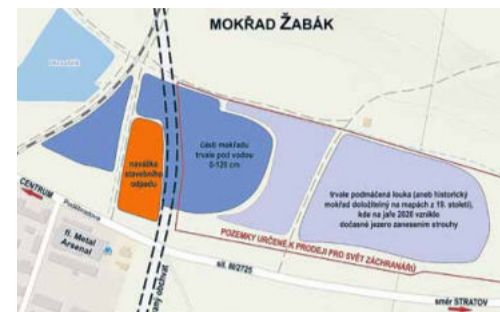 MOKŘAD ŽABÁK
navážka
stavebního
odpadu
části mokřadu
trvale pod vodou
0-120 cm
trvale podmáčená louka (aneb historický
mokřad doložitelný na mapách z 19. století),
kde na jaře 2020 vzniklo
dočasné jezero zanesením strouhy
CENTRUM
Poděbradova
fi. Metal
Arsenal
POZEMKY URČENÉ K PRODEJI PRO SVĚT ZÁCHRANÁŘŮ
sil. III/2725
obchvat
směr STRATOV